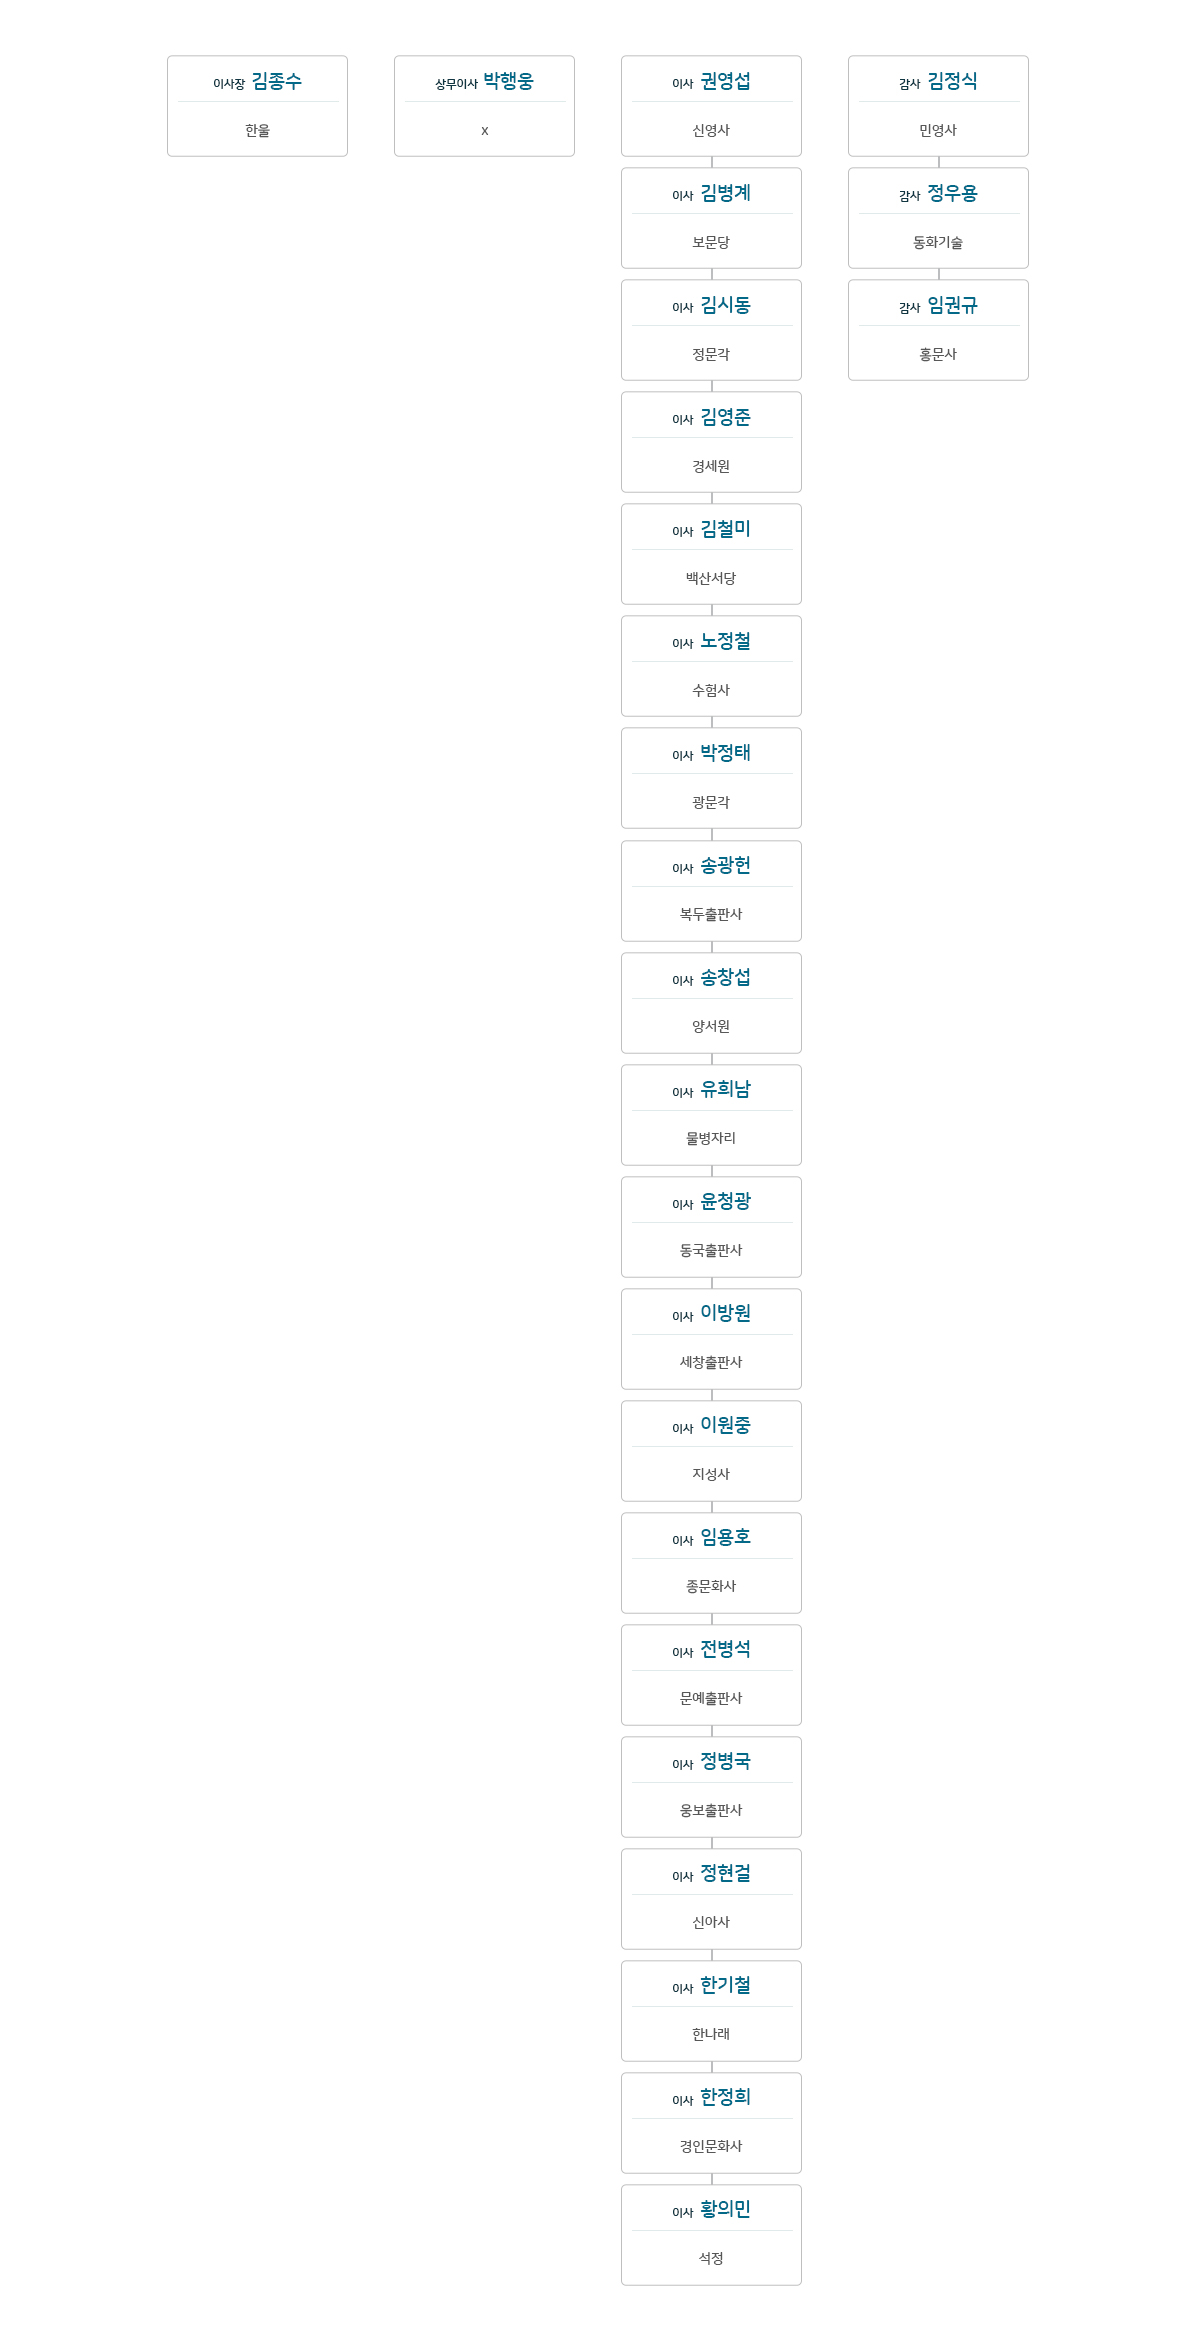 이사장 김종수
한울
상무이사 박행웅
x
이사 권영섭
신영사
이사 김병계
보문당
이사 김시동
정문각
이사 김영준
경세원
이사 김철미
백산서당
이사 노정철
수험사
이사 박정태
광문각
이사 송광헌
복두출판사
이사 송창섭
양서원
이사 유희남
물병자리
이사 윤청광
동국출판사
이사 이방원
세창출판사
이사 이원중
지성사
이사 임용호
종문화사
이사 전병석
문예출판사
이사 정병국
웅보출판사
이사 정현걸
신아사
이사 한기철
한나래
이사 한정희
경인문화사
이사 황의민
석정
감사 김정식
민영사
감사 정우용
동화기술
감사 임권규
홍문사